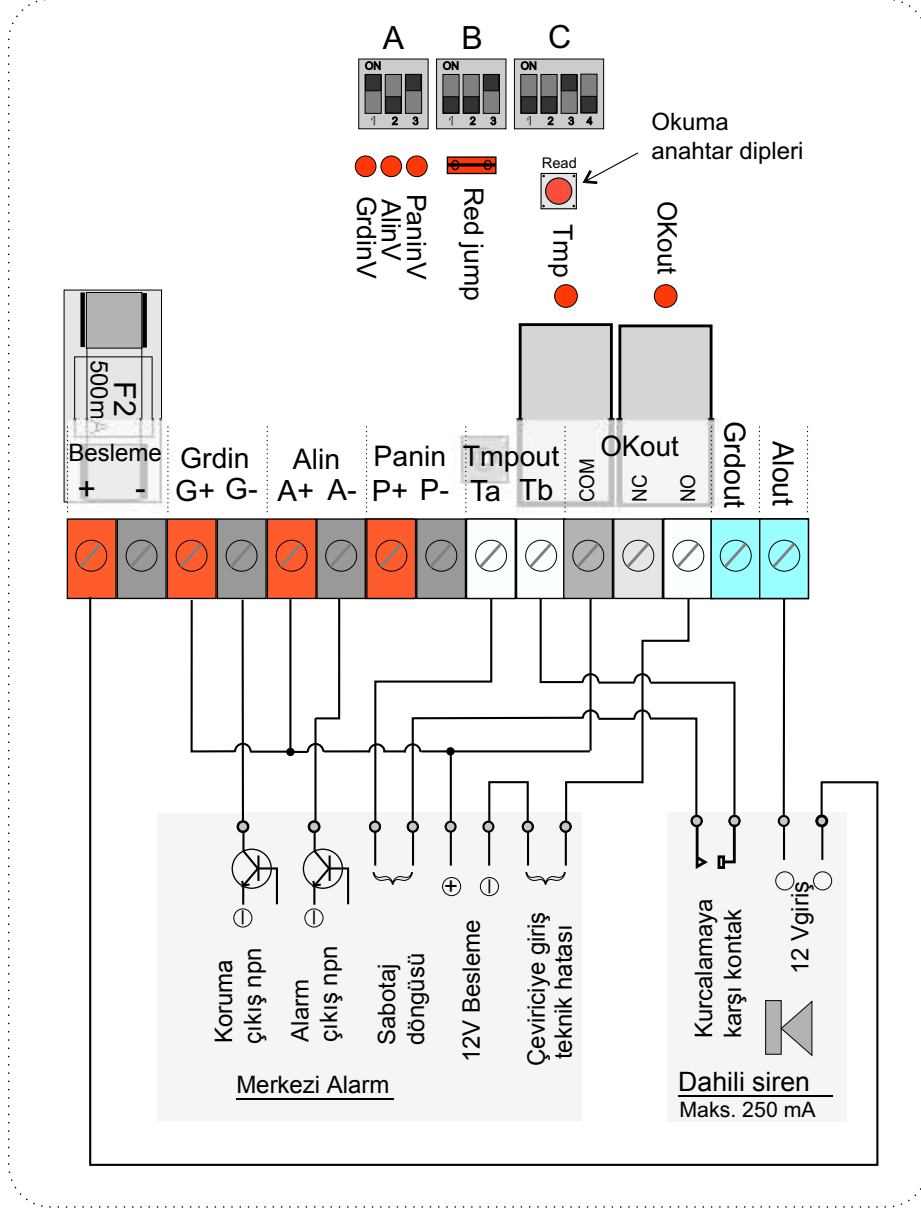 A B C
ON ON ON
1 2 3 1 2 3 1 2 3 4
Okuma
anahtar dipleri
Read
GrdinV
AlinV
PaninV
Red jump
Tmp
OKout
F2
500mA
Besleme
+ -
Grdin
G+ G-
Alin
A+ A-
Panin
P+ P-
Tmpout
Ta Tb
OKout
COM
NC
NO
Grdout
Alout
Koruma
çıkış npn
Alarm
çıkış npn
Sabotaj
döngüsü
12V Besleme
Çeviriciye giriş
teknik hatası
Merkezi Alarm
Kurcalamaya
karşı kontak
12 Vgiriş
Dahili siren
Maks. 250 mA